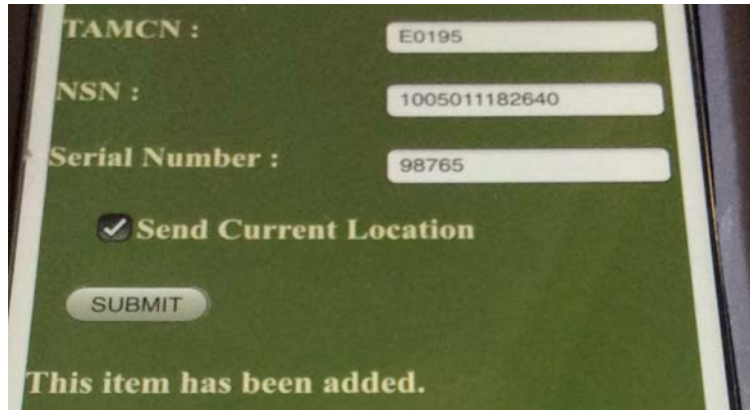 TAMCN : E0195
NSN : 1005011182640
Serial Number : 98765
Send Current Location
SUBMIT
This item has been added.